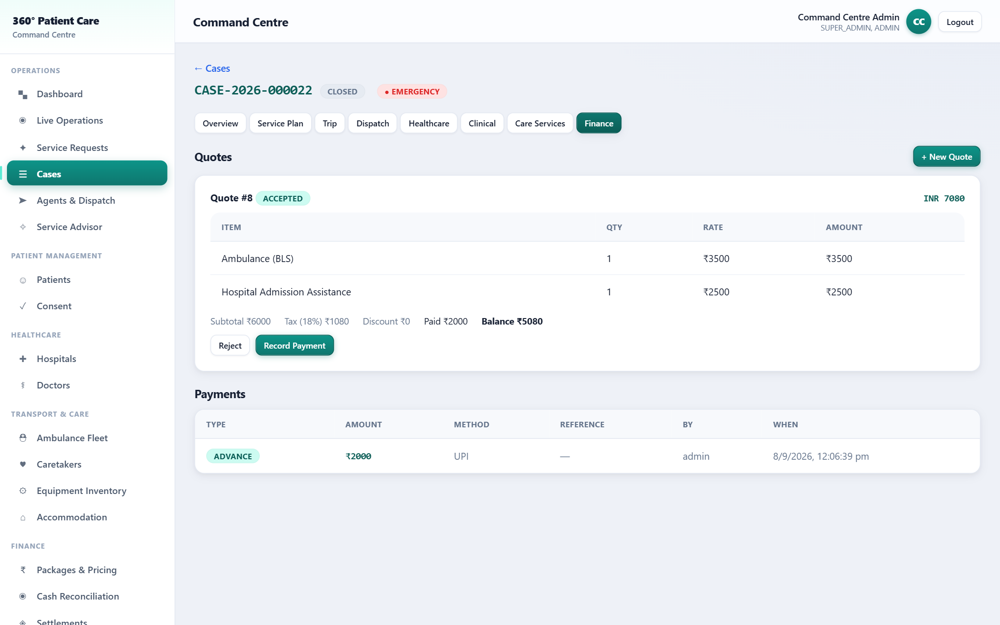 360° Patient Care
Command Centre
OPERATIONS
Dashboard
Live Operations
Service Requests
Cases
Agents & Dispatch
Service Advisor
PATIENT MANAGEMENT
Patients
Consent
HEALTHCARE
Hospitals
Doctors
TRANSPORT & CARE
Ambulance Fleet
Caretakers
Equipment Inventory
Accommodation
FINANCE
₹ Packages & Pricing
Cash Reconciliation
Settlements
Command Centre
Command Centre Admin
SUPER_ADMIN, ADMIN
CC
Logout
← Cases
CASE-2026-000022 CLOSED ● EMERGENCY
Overview Service Plan Trip Dispatch Healthcare Clinical Care Services Finance
Quotes
+ New Quote
Quote #8 ACCEPTED INR 7080
ITEM QTY RATE AMOUNT
Ambulance (BLS) 1 ₹3500 ₹3500
Hospital Admission Assistance 1 ₹2500 ₹2500
Subtotal ₹6000 Tax (18%) ₹1080 Discount ₹0 Paid ₹2000 Balance ₹5080
Reject Record Payment
Payments
TYPE AMOUNT METHOD REFERENCE BY WHEN
ADVANCE ₹2000 UPI — admin 8/9/2026, 12:06:39 pm